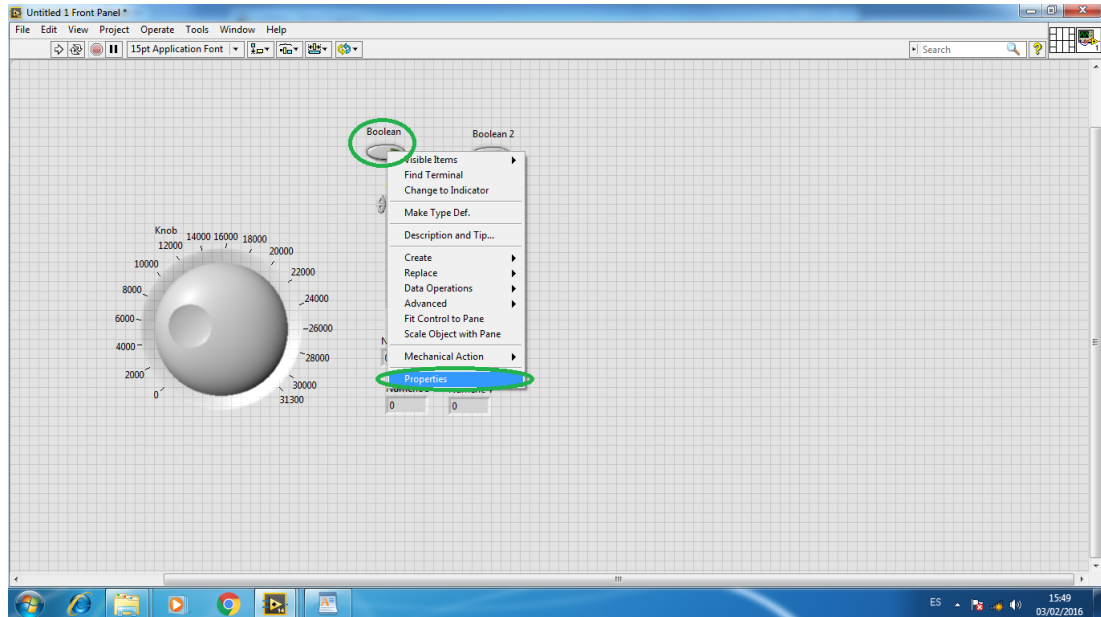 Untitled 1 Front Panel *
File Edit View Project Operate Tools Window Help
15pt Application Font
Search
Boolean
Boolean 2
Visible Items
Find Terminal
Change to Indicator
Make Type Def.
Description and Tip...
Create
Replace
Data Operations
Advanced
Fit Control to Pane
Scale Object with Pane
Mechanical Action
Properties
Knob
0
2000
4000
6000
8000
10000
12000
14000
16000
18000
20000
22000
24000
26000
28000
30000
31300
0 0
ES
15:49
03/02/2016